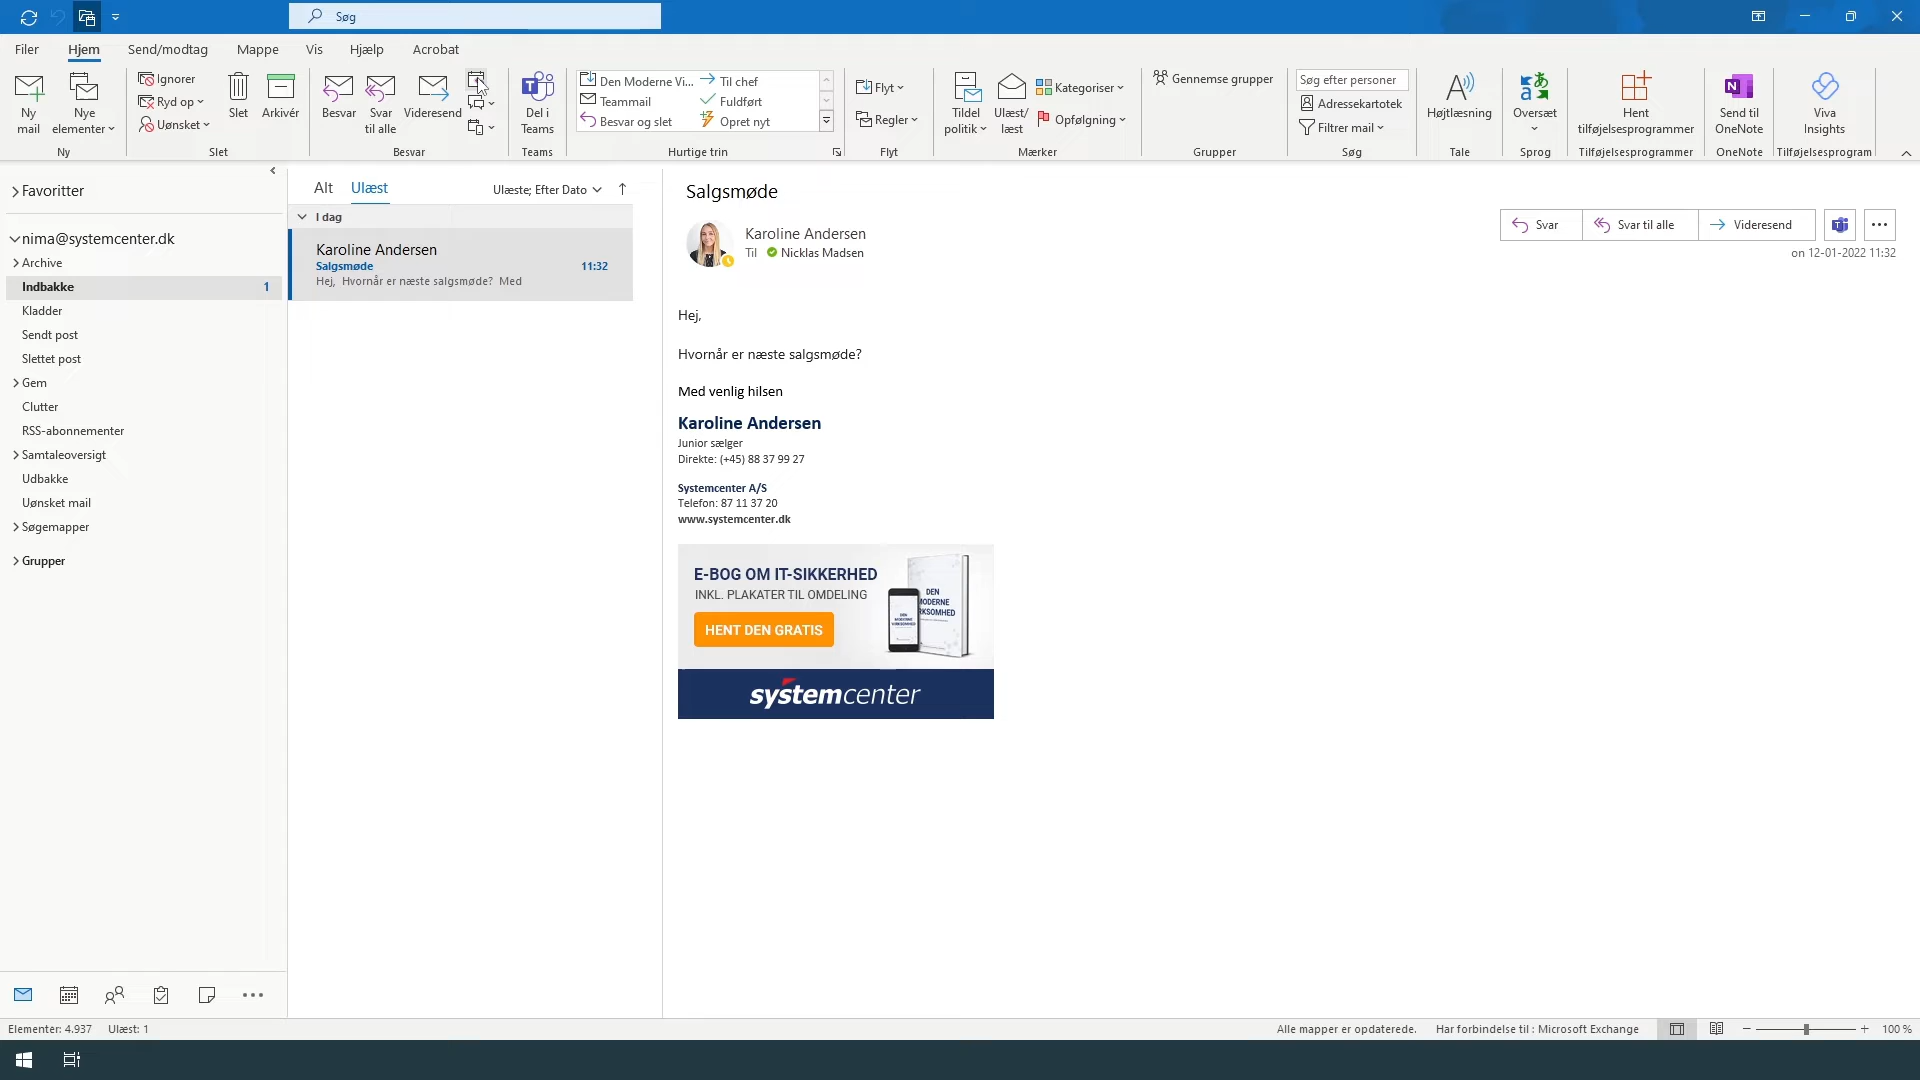 Søg
Filer Hjem Send/modtag Mappe Vis Hjælp Acrobat
Ny mail
Nye elementer
Ny
Ignorer
Ryd op
Uønsket
Slet
Arkivér
Slet
Besvar
Svar til alle
Videresend
Besvar
Del i Teams
Teams
Den Moderne Vi...
Teammail
Besvar og slet
Til chef
Fuldført
Opret nyt
Hurtige trin
Flyt
Regler
Flyt
Tildel politik
Ulæst/ læst
Kategoriser
Opfølgning
Mærker
Gennemse grupper
Grupper
Søg efter personer
Adressekartotek
Filtrer mail
Søg
Højtlæsning
Tale
Oversæt
Sprog
Hent tilføjelsesprogrammer
Tilføjelsesprogrammer
Send til OneNote
OneNote
Viva Insights
Tilføjelsesprogram
Favoritter
nima@systemcenter.dk
Archive
Indbakke 1
Kladder
Sendt post
Slettet post
Gem
Clutter
RSS-abonnementer
Samtaleoversigt
Udbakke
Uønsket mail
Søgemapper
Grupper
Alt Ulæst Ulæste; Efter Dato
I dag
Karoline Andersen
Salgsmøde 11:32
Hej, Hvornår er næste salgsmøde? Med
Salgsmøde
Karoline Andersen
Til Nicklas Madsen
Svar Svar til alle Videresend
on 12-01-2022 11:32
Hej,
Hvornår er næste salgsmøde?
Med venlig hilsen
Karoline Andersen
Junior sælger
Direkte: (+45) 88 37 99 27
Systemcenter A/S
Telefon: 87 11 37 20
www.systemcenter.dk
E-BOG OM IT-SIKKERHED
INKL. PLAKATER TIL OMDELING
HENT DEN GRATIS
DEN
MODERNE
VIRKSOMHED
systemcenter
Elementer: 4.937 Ulæst: 1
Alle mapper er opdaterede. Har forbindelse til : Microsoft Exchange 100 %